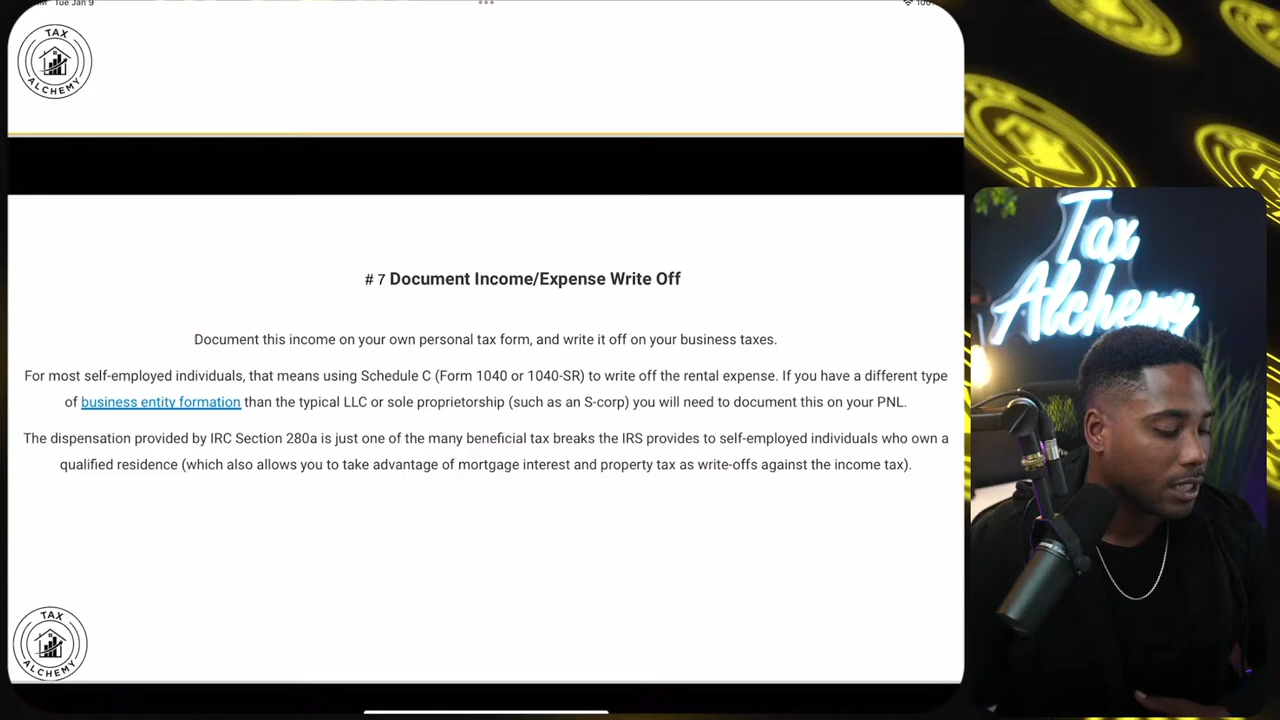 Tue Jan 9
100
TAX
ALCHEMY
# 7 Document Income/Expense Write Off
Document this income on your own personal tax form, and write it off on your business taxes.
For most self-employed individuals, that means using Schedule C (Form 1040 or 1040-SR) to write off the rental expense. If you have a different type
of business entity formation than the typical LLC or sole proprietorship (such as an S-corp) you will need to document this on your PNL.
The dispensation provided by IRC Section 280a is just one of the many beneficial tax breaks the IRS provides to self-employed individuals who own a
qualified residence (which also allows you to take advantage of mortgage interest and property tax as write-offs against the income tax).
TAX
ALCHEMY
Tax
Alchemy